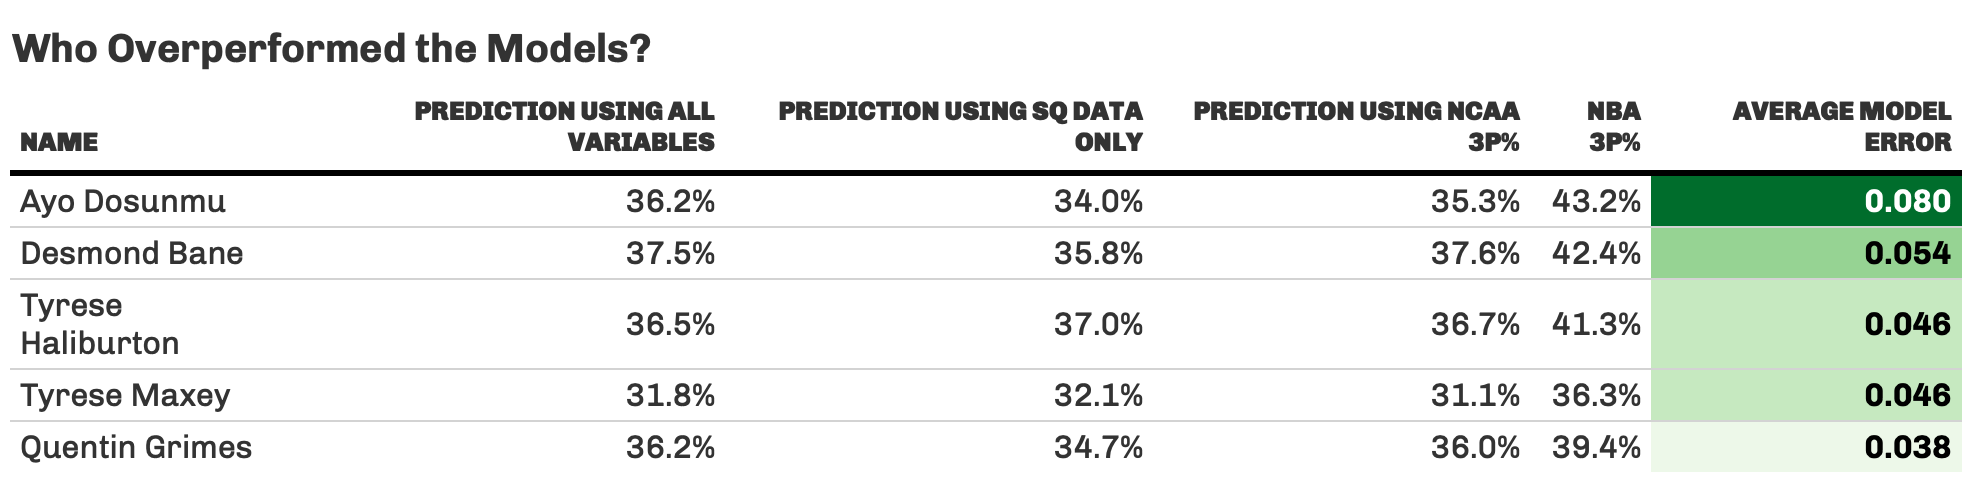 Who Overperformed the Models?
NAME PREDICTION USING ALL VARIABLES PREDICTION USING SQ DATA ONLY PREDICTION USING NCAA 3P% NBA 3P% AVERAGE MODEL ERROR
Ayo Dosunmu 36.2% 34.0% 35.3% 43.2% 0.080
Desmond Bane 37.5% 35.8% 37.6% 42.4% 0.054
Tyrese Haliburton 36.5% 37.0% 36.7% 41.3% 0.046
Tyrese Maxey 31.8% 32.1% 31.1% 36.3% 0.046
Quentin Grimes 36.2% 34.7% 36.0% 39.4% 0.038